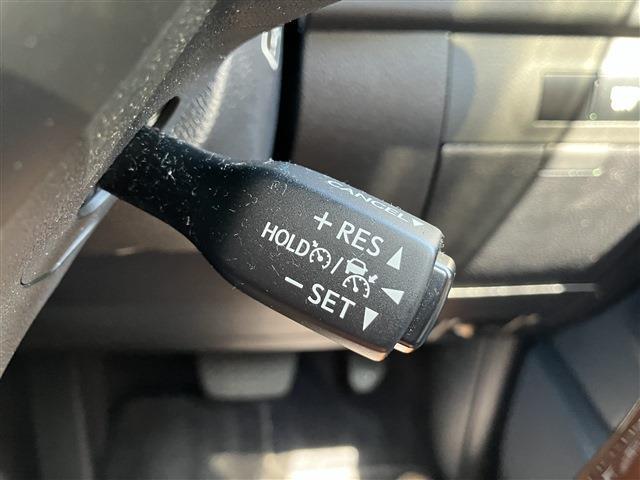 CANCEL▼
+ RES ▲
HOLD / ◀
− SET ▼